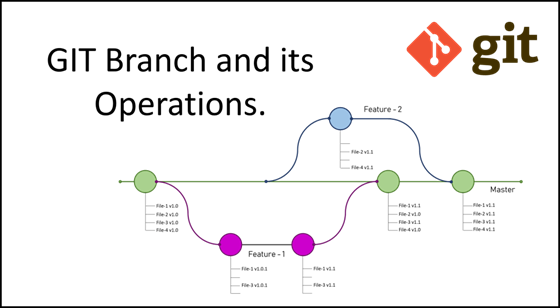 GIT Branch and its
Operations.
git
Feature - 2
File-2 v1.1
File-4 v1.1
Master
File-1 v1.0
File-2 v1.0
File-3 v1.0
File-4 v1.0
File-1 v1.1
File-2 v1.0
File-3 v1.1
File-4 v1.0
File-1 v1.1
File-2 v1.1
File-3 v1.1
File-4 v1.1
Feature - 1
File-1 v1.0.1
File-3 v1.0.1
File-1 v1.1
File-3 v1.1